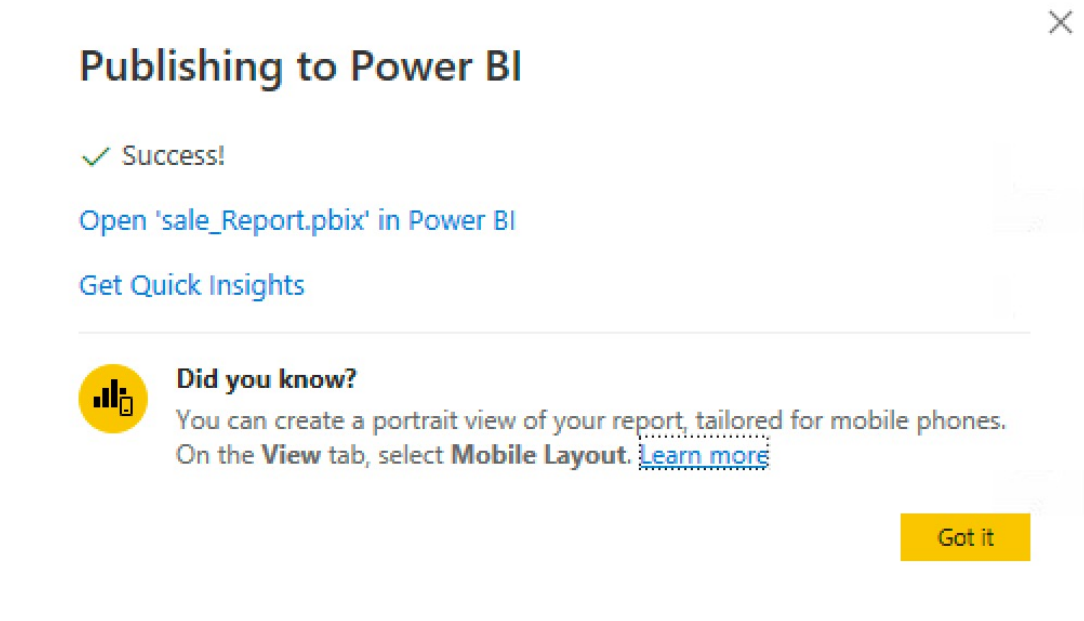 Publishing to Power BI
Success!
Open 'sale_Report.pbix' in Power BI
Get Quick Insights
Did you know?
You can create a portrait view of your report, tailored for mobile phones.
On the View tab, select Mobile Layout. Learn more
Got it